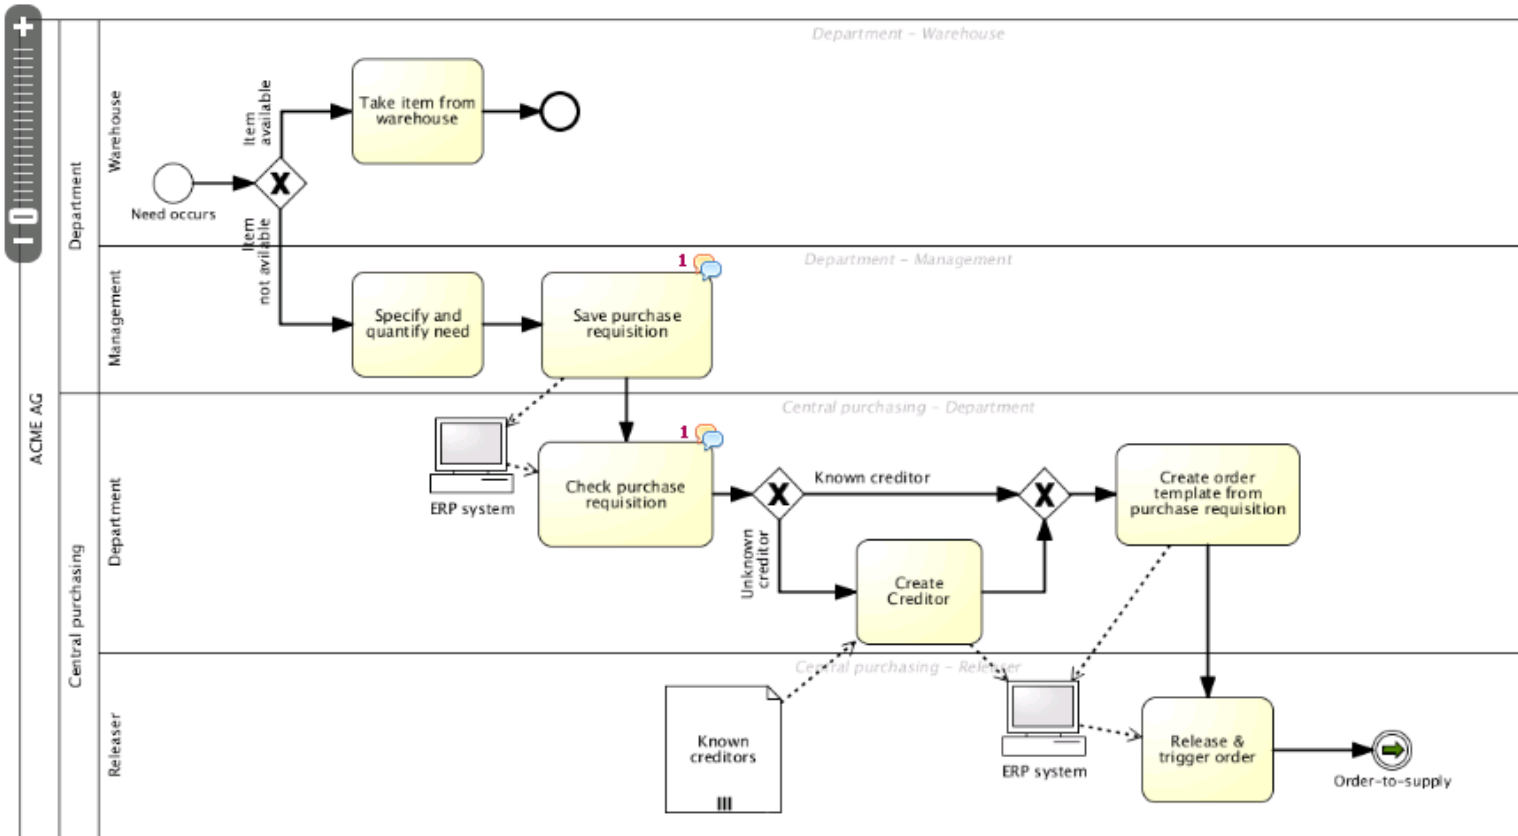 Department - Warehouse
Item
available
Take item from
warehouse
Warehouse
Department
Need occurs
Item
not avilable
Department - Management
1
Management
Specify and
quantify need
Save purchase
requisition
ACME AG
Central purchasing - Department
1
ERP system
Check purchase
requisition
Known creditor
Create order
template from
purchase requisition
Department
Unknown
creditor
Create
Creditor
Central purchasing
Central purchasing - Releaser
Releaser
Known
creditors
ERP system
Release &
trigger order
Order-to-supply